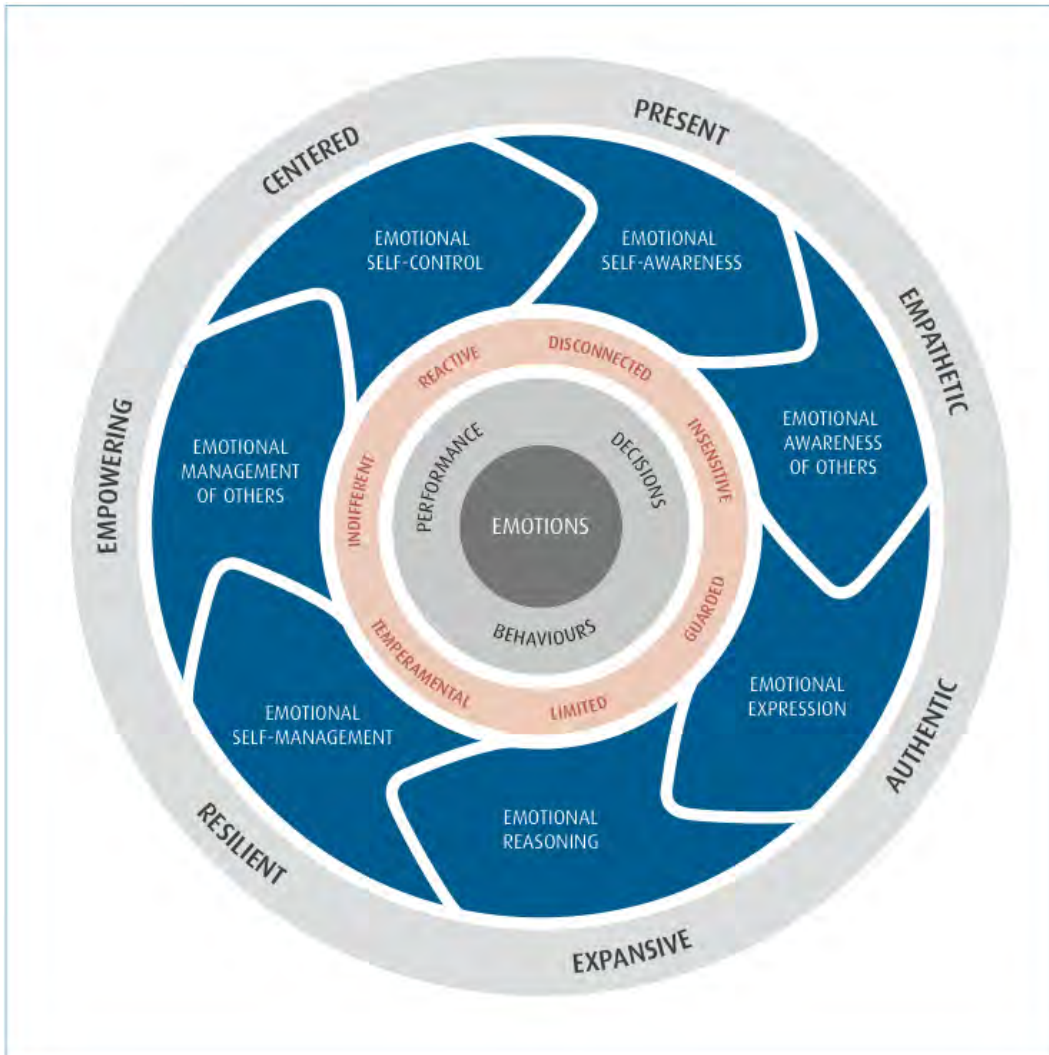 CENTERED
PRESENT
EMPATHETIC
AUTHENTIC
EXPANSIVE
RESILIENT
EMPOWERING
EMOTIONAL
SELF-CONTROL
EMOTIONAL
SELF-AWARENESS
EMOTIONAL
AWARENESS
OF OTHERS
EMOTIONAL
EXPRESSION
EMOTIONAL
REASONING
EMOTIONAL
SELF-MANAGEMENT
EMOTIONAL
MANAGEMENT
OF OTHERS
REACTIVE
DISCONNECTED
INSENSITIVE
GUARDED
LIMITED
TEMPERAMENTAL
INDIFFERENT
PERFORMANCE
DECISIONS
BEHAVIOURS
EMOTIONS